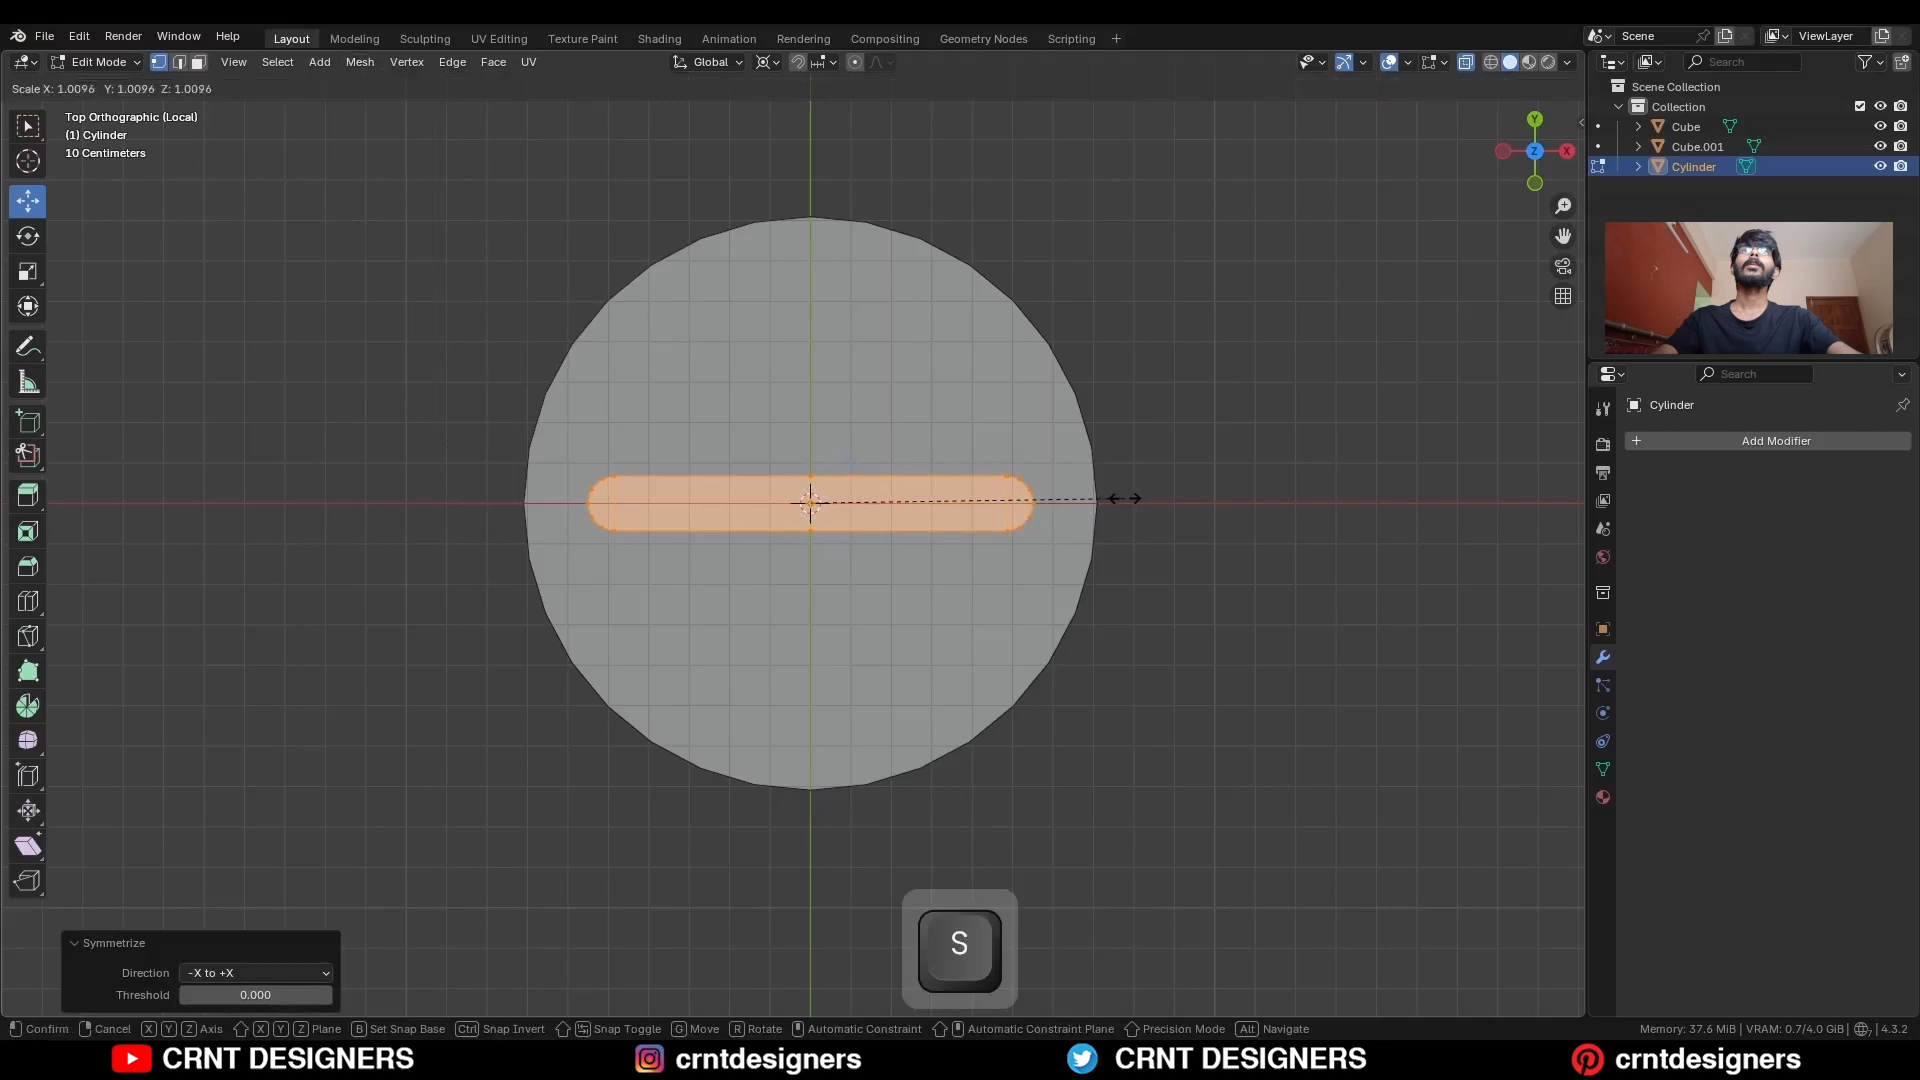 File Edit Render Window Help Layout Modeling Sculpting UV Editing Texture Paint Shading Animation Rendering Compositing Geometry Nodes Scripting + Scene ViewLayer
Edit Mode View Select Add Mesh Vertex Edge Face UV Global Search
Scale X: 1.0096 Y: 1.0096 Z: 1.0096
Top Orthographic (Local)
(1) Cylinder
10 Centimeters
Y
Z
X
Scene Collection
Collection
Cube
Cube.001
Cylinder
Search
Cylinder
+ Add Modifier
S
Symmetrize
Direction -X to +X
Threshold 0.000
Confirm Cancel X Y Z Axis X Y Z Plane B Set Snap Base Ctrl Snap Invert Snap Toggle G Move R Rotate Automatic Constraint Automatic Constraint Plane Precision Mode Alt Navigate Memory: 37.6 MiB | VRAM: 0.7/4.0 GiB | 4.3.2
CRNT DESIGNERS crntdesigners CRNT DESIGNERS crntdesigners